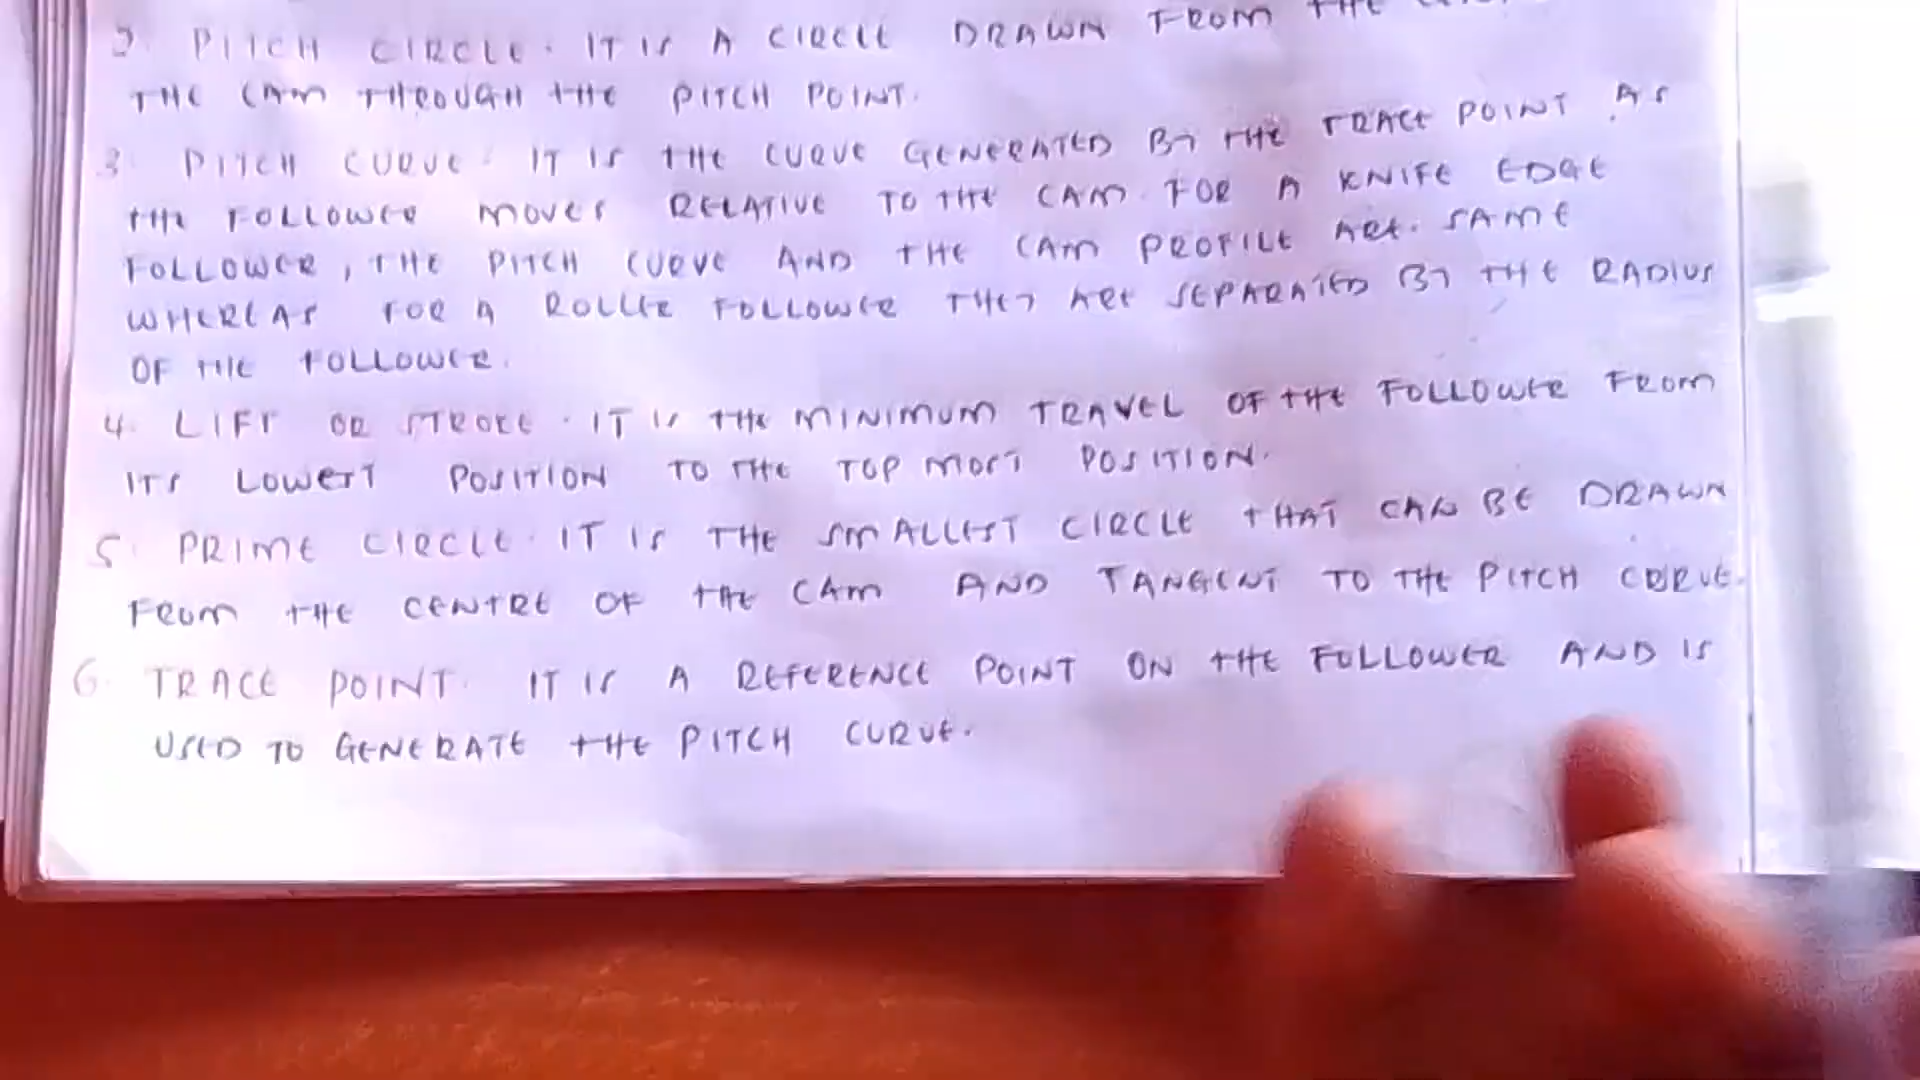 2. PITCH CIRCLE. IT IS A CIRCLE DRAWN FROM THE
THE CAM THROUGH THE PITCH POINT.
3. PITCH CURVE. IT IS THE CURVE GENERATED BY THE TRACE POINT AS
THE FOLLOWER MOVES RELATIVE TO THE CAM. FOR A KNIFE EDGE
FOLLOWER, THE PITCH CURVE AND THE CAM PROFILE ARE SAME
WHEREAS FOR A ROLLER FOLLOWER THEY ARE SEPARATED BY THE RADIUS
OF THE FOLLOWER.
4. LIFT OR STROKE. IT IS THE MINIMUM TRAVEL OF THE FOLLOWER FROM
ITS LOWEST POSITION TO THE TOP MOST POSITION.
5. PRIME CIRCLE. IT IS THE SMALLEST CIRCLE THAT CAN BE DRAWN
FROM THE CENTRE OF THE CAM AND TANGENT TO THE PITCH CURVE.
6. TRACE POINT. IT IS A REFERENCE POINT ON THE FOLLOWER AND IS
USED TO GENERATE THE PITCH CURVE.